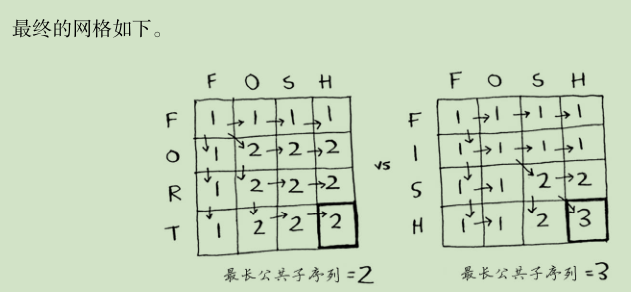 最终的网格如下。
F O S H
F 1 1 1 1
O 1 2 2 2
R 1 2 2 2
T 1 2 2 2
最长公共子序列=2
vs
F O S H
F 1 1 1 1
I 1 1 1 1
S 1 1 2 2
H 1 1 2 3
最长公共子序列=3